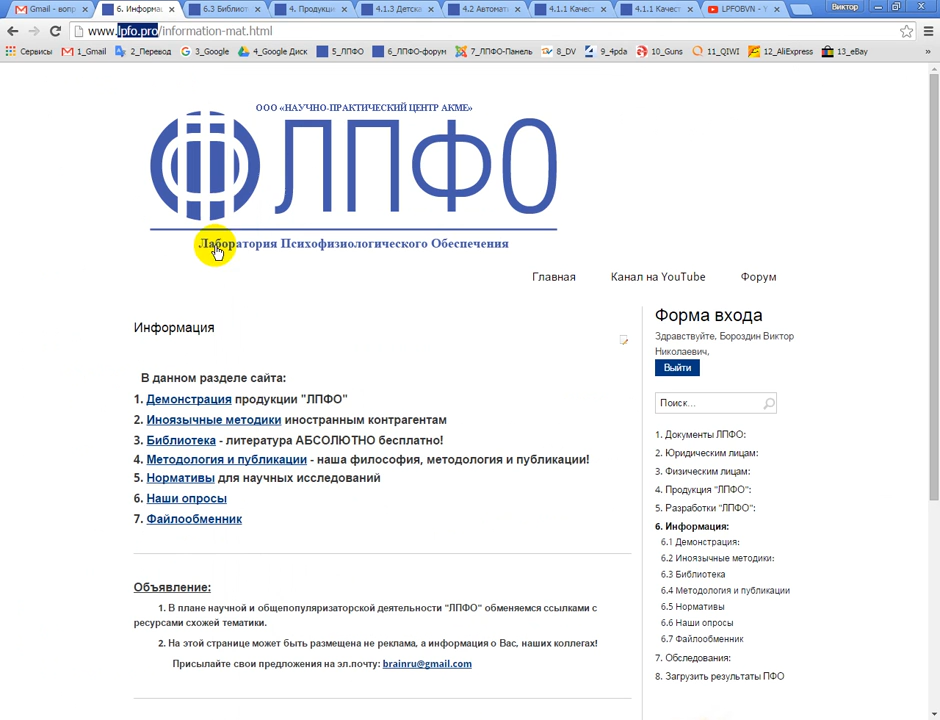 Gmail - вопр
6. Информа
6.3 Библиот
4. Продукци
4.1.3 Детска
4.2 Автомат
4.1.1 Качест
4.1.1 Качест
LPFOBVN - Y
Виктор
www.lpfo.pro/information-mat.html
Сервисы
1_Gmail
2_Перевод
3_Google
4_Google Диск
5_ЛПФО
6_ЛПФО-форум
7_ЛПФО-Панель
8_DV
9_4pda
10_Guns
11_QIWI
12_AliExpress
13_eBay
»
ООО «НАУЧНО-ПРАКТИЧЕСКИЙ ЦЕНТР АКМЕ»
ЛПФО
Лаборатория Психофизиологического Обеспечения
Главная
Канал на YouTube
Форум
Информация
В данном разделе сайта:
1. Демонстрация продукции "ЛПФО"
2. Иноязычные методики иностранным контрагентам
3. Библиотека - литература АБСОЛЮТНО бесплатно!
4. Методология и публикации - наша философия, методология и публикации!
5. Нормативы для научных исследований
6. Наши опросы
7. Файлообменник
Объявление:
1. В плане научной и общепопуляризаторской деятельности "ЛПФО" обменяемся ссылками с
ресурсами схожей тематики.
2. На этой странице может быть размещена не реклама, а информация о Вас, наших коллегах!
Присылайте свои предложения на эл.почту: brainru@gmail.com
Форма входа
Здравствуйте, Бороздин Виктор
Николаевич,
Выйти
Поиск...
1. Документы ЛПФО:
2. Юридическим лицам:
3. Физическим лицам:
4. Продукция "ЛПФО":
5. Разработки "ЛПФО":
6. Информация:
6.1 Демонстрация:
6.2 Иноязычные методики:
6.3 Библиотека
6.4 Методология и публикации
6.5 Нормативы
6.6 Наши опросы
6.7 Файлообменник
7. Обследования:
8. Загрузить результаты ПФО